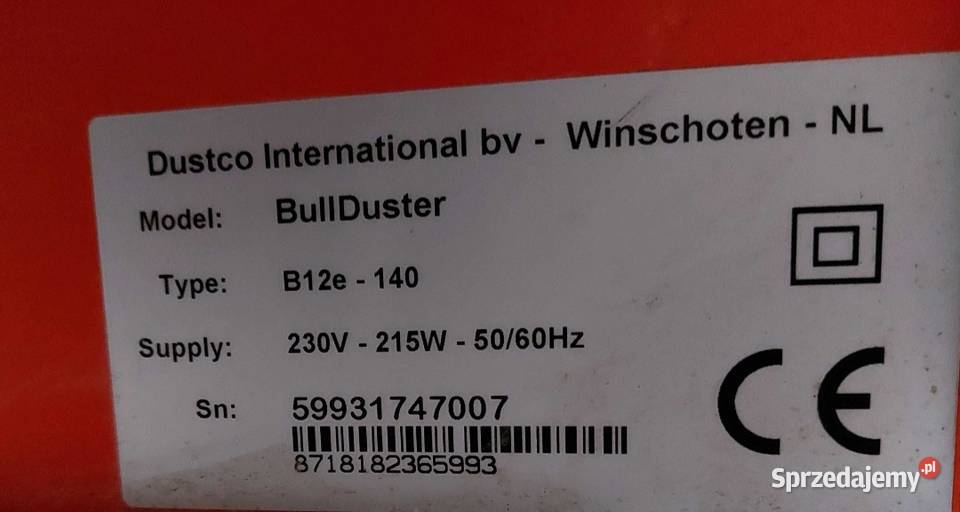 Dustco International bv - Winschoten - NL
Model: BullDuster
Type: B12e - 140
Supply: 230V - 215W - 50/60Hz
Sn: 59931747007
8718182365993
CE
Sprzedajemy.pl